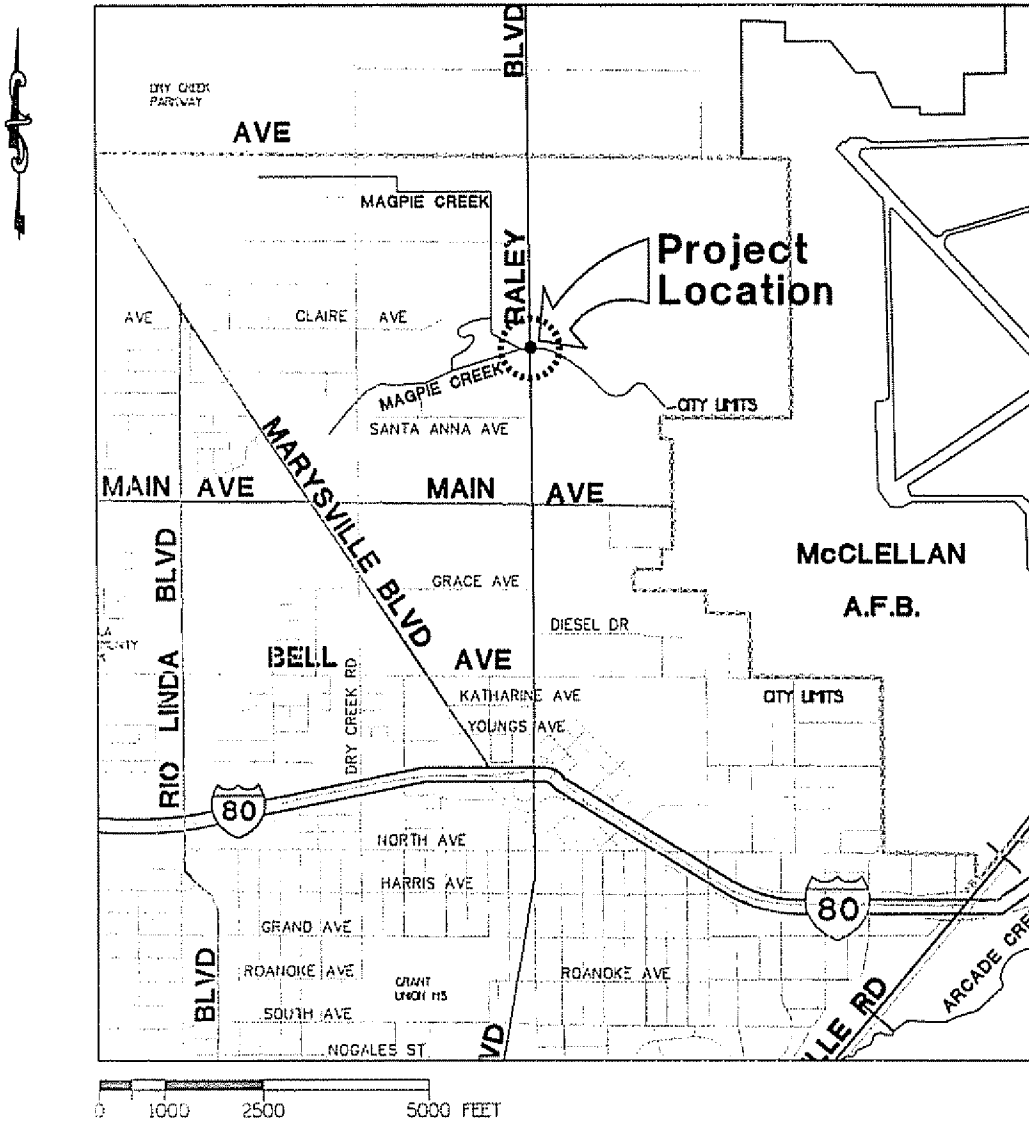 BLVD
DRY CREEK
PARKWAY
AVE
MAGPIE CREEK
RALEY
Project
Location
AVE
CLAIRE AVE
MAGPIE CREEK
CITY LIMITS
SANTA ANNA AVE
MARYSVILLE BLVD
MAIN AVE
MAIN AVE
McCLELLAN
A.F.B.
RIO LINDA BLVD
GRACE AVE
DIESEL DR
BELL AVE
DRY CREEK RD
KATHARINE AVE
CITY LIMITS
YOUNGS AVE
80
NORTH AVE
HARRIS AVE
80
GRAND AVE
BLVD
ROANOKE AVE
GRANT
UNION HS
ROANOKE AVE
SOUTH AVE
NOGALES ST
VD
LLE RD
ARCADE CRE
0 1000 2500 5000 FEET